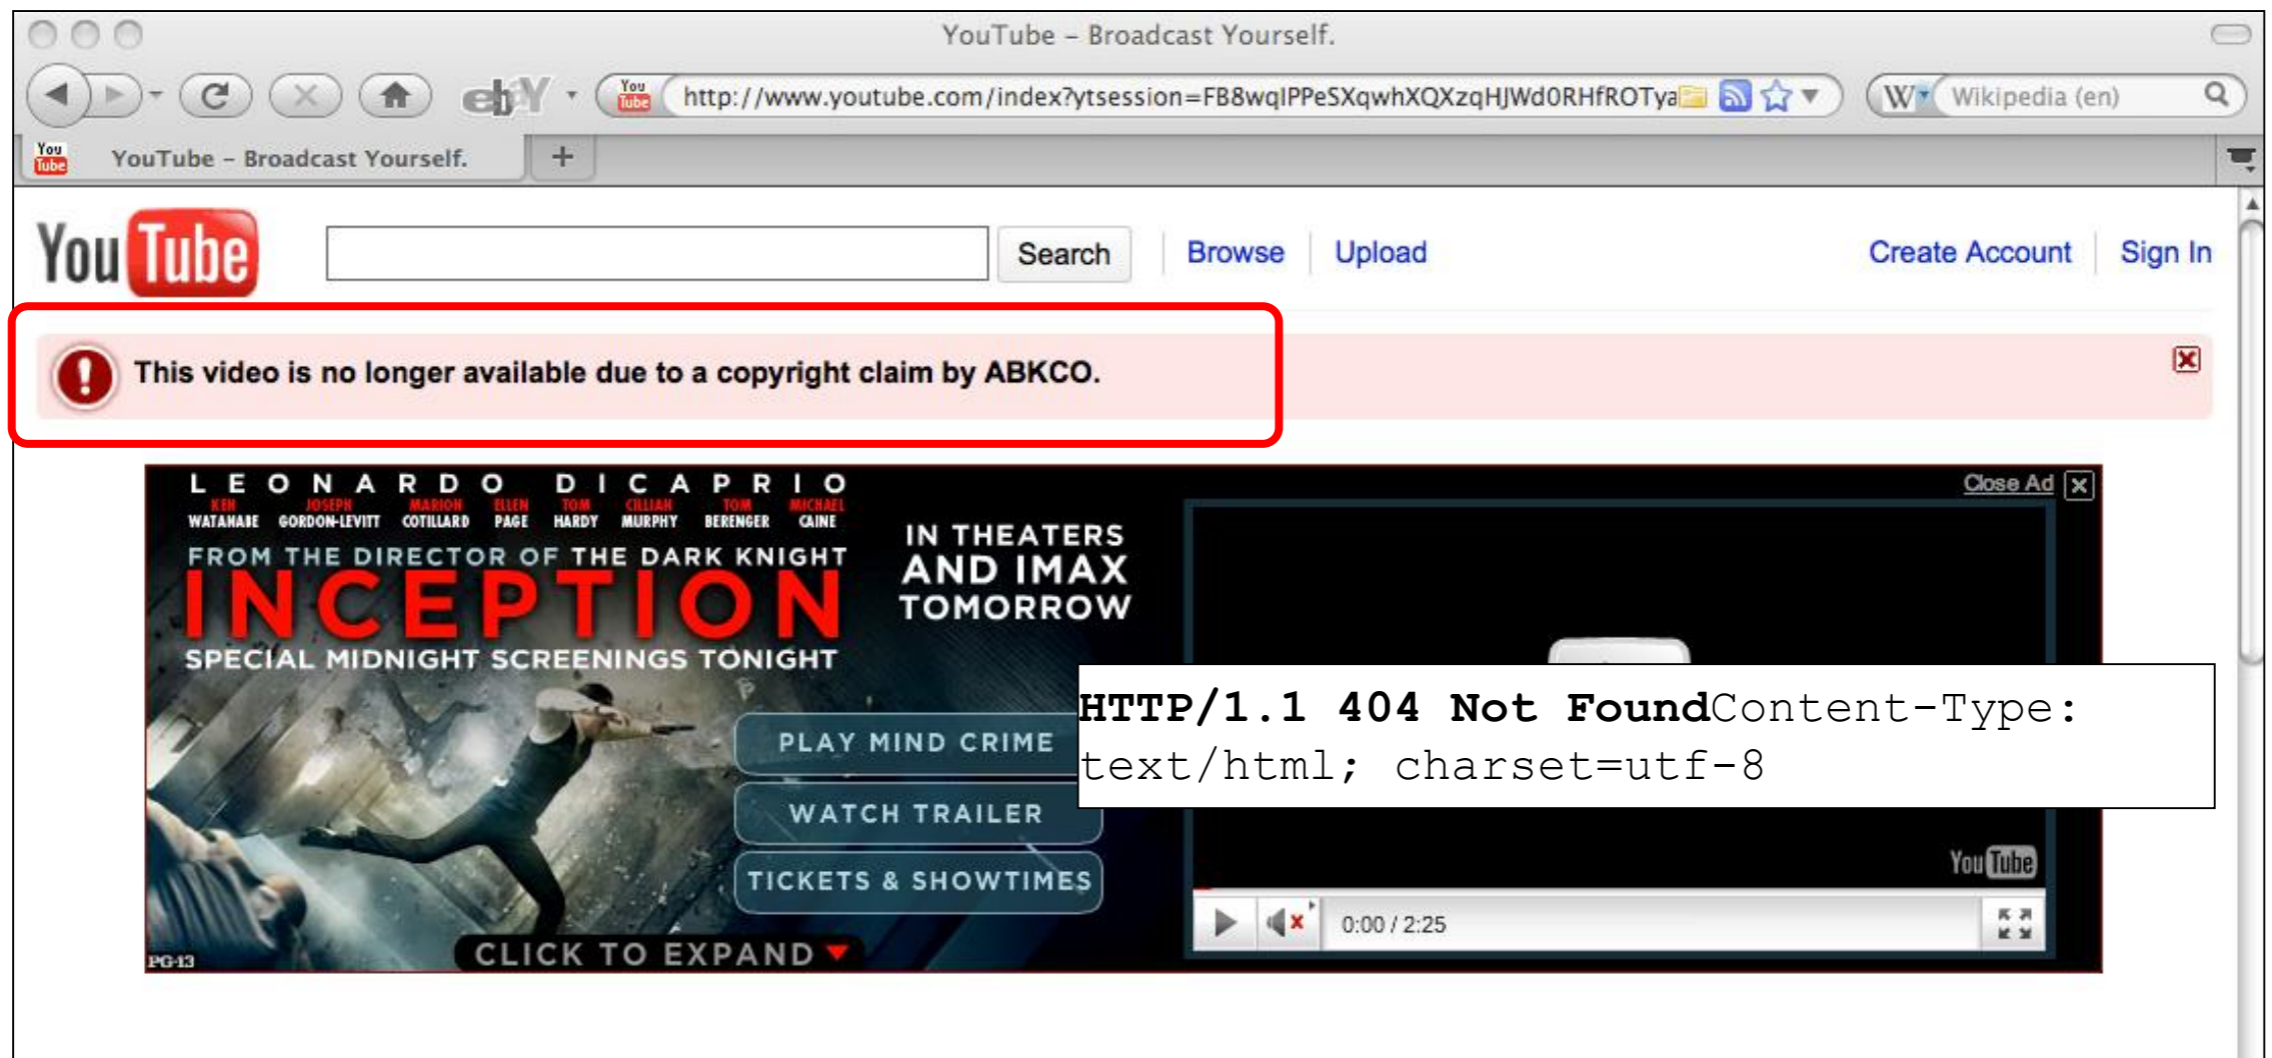 YouTube – Broadcast Yourself.
ebY
You Tube
http://www.youtube.com/index?ytsession=FB8wqIPPeSXqwhXQXzqHJWd0RHfROTya
W
Wikipedia (en)
You Tube
YouTube – Broadcast Yourself.
+
You Tube
Search
Browse
Upload
Create Account
Sign In
This video is no longer available due to a copyright claim by ABKCO.
LEONARDO DICAPRIO
KEN WATANABE JOSEPH GORDON-LEVITT MARION COTILLARD ELLEN PAGE TOM HARDY CILLIAN MURPHY TOM BERENGER MICHAEL CAINE
FROM THE DIRECTOR OF THE DARK KNIGHT
INCEPTION
SPECIAL MIDNIGHT SCREENINGS TONIGHT
IN THEATERS
AND IMAX
TOMORROW
Close Ad
PLAY MIND CRIME
WATCH TRAILER
TICKETS & SHOWTIMES
CLICK TO EXPAND
PG-13
HTTP/1.1 404 Not FoundContent-Type:
text/html; charset=utf-8
You Tube
0:00 / 2:25